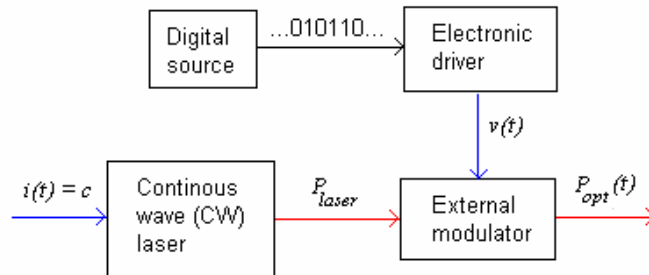 Digital
source
...010110...
Electronic
driver
v(t)
i(t) = c
Continous
wave (CW)
laser
P_laser
External
modulator
P_opt(t)